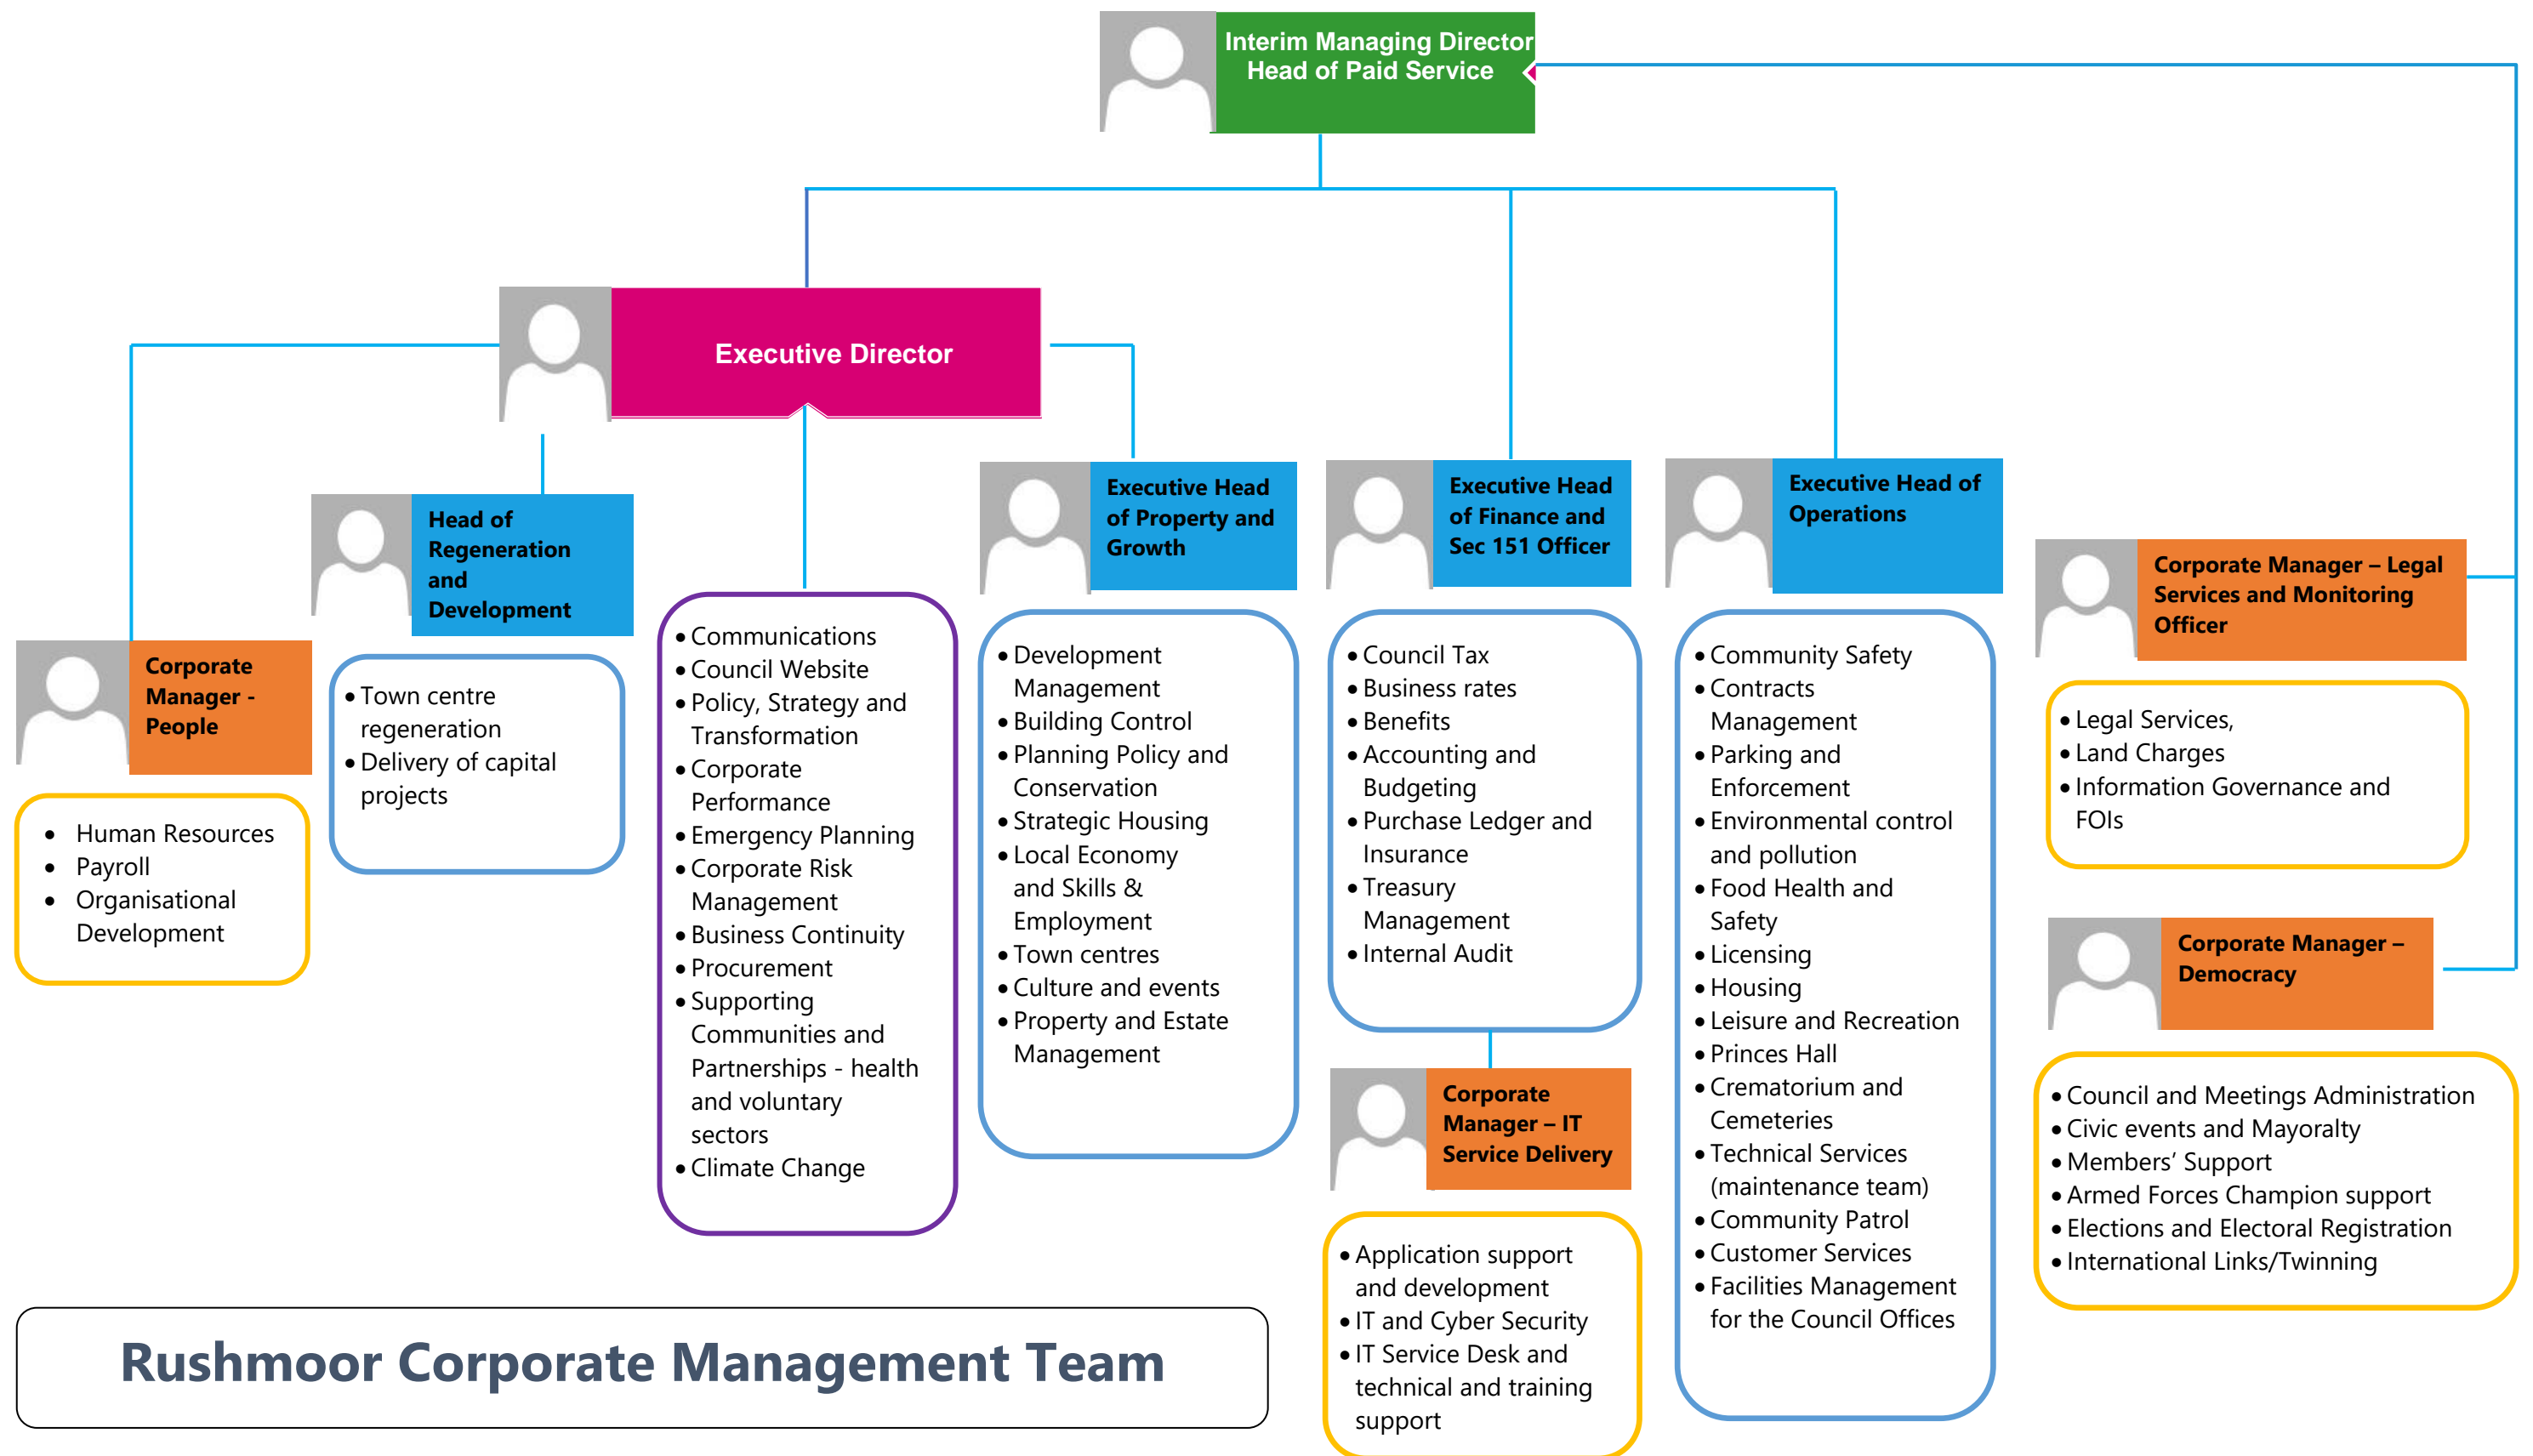 Interim Managing Director
Head of Paid Service
Executive Director
Corporate
Manager -
People
• Human Resources
• Payroll
• Organisational
Development
Head of
Regeneration
and
Development
• Town centre
regeneration
• Delivery of capital
projects
• Communications
• Council Website
• Policy, Strategy and
Transformation
• Corporate
Performance
• Emergency Planning
• Corporate Risk
Management
• Business Continuity
• Procurement
• Supporting
Communities and
Partnerships - health
and voluntary
sectors
• Climate Change
Executive Head
of Property and
Growth
• Development
Management
• Building Control
• Planning Policy and
Conservation
• Strategic Housing
• Local Economy
and Skills &
Employment
• Town centres
• Culture and events
• Property and Estate
Management
Executive Head
of Finance and
Sec 151 Officer
• Council Tax
• Business rates
• Benefits
• Accounting and
Budgeting
• Purchase Ledger and
Insurance
• Treasury
Management
• Internal Audit
Corporate
Manager – IT
Service Delivery
• Application support
and development
• IT and Cyber Security
• IT Service Desk and
technical and training
support
Executive Head of
Operations
• Community Safety
• Contracts
Management
• Parking and
Enforcement
• Environmental control
and pollution
• Food Health and
Safety
• Licensing
• Housing
• Leisure and Recreation
• Princes Hall
• Crematorium and
Cemeteries
• Technical Services
(maintenance team)
• Community Patrol
• Customer Services
• Facilities Management
for the Council Offices
Corporate Manager – Legal
Services and Monitoring
Officer
• Legal Services,
• Land Charges
• Information Governance and
FOIs
Corporate Manager –
Democracy
• Council and Meetings Administration
• Civic events and Mayoralty
• Members’ Support
• Armed Forces Champion support
• Elections and Electoral Registration
• International Links/Twinning
Rushmoor Corporate Management Team